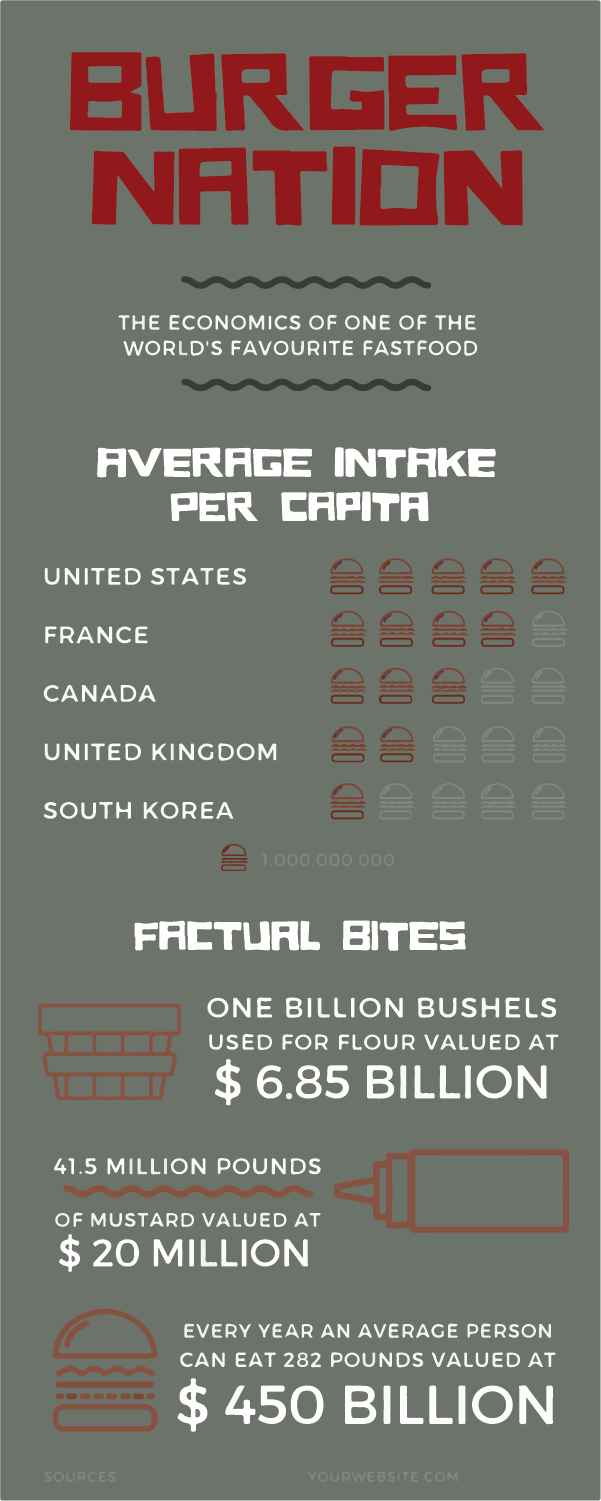 BURGER
NATION
THE ECONOMICS OF ONE OF THE
WORLD'S FAVOURITE FASTFOOD
AVERAGE INTAKE
PER CAPITA
UNITED STATES
FRANCE
CANADA
UNITED KINGDOM
SOUTH KOREA
1,000,000,000
FACTUAL BITES
ONE BILLION BUSHELS
USED FOR FLOUR VALUED AT
$ 6.85 BILLION
41.5 MILLION POUNDS
OF MUSTARD VALUED AT
$ 20 MILLION
EVERY YEAR AN AVERAGE PERSON
CAN EAT 282 POUNDS VALUED AT
$ 450 BILLION
SOURCES
YOURWEBSITE.COM